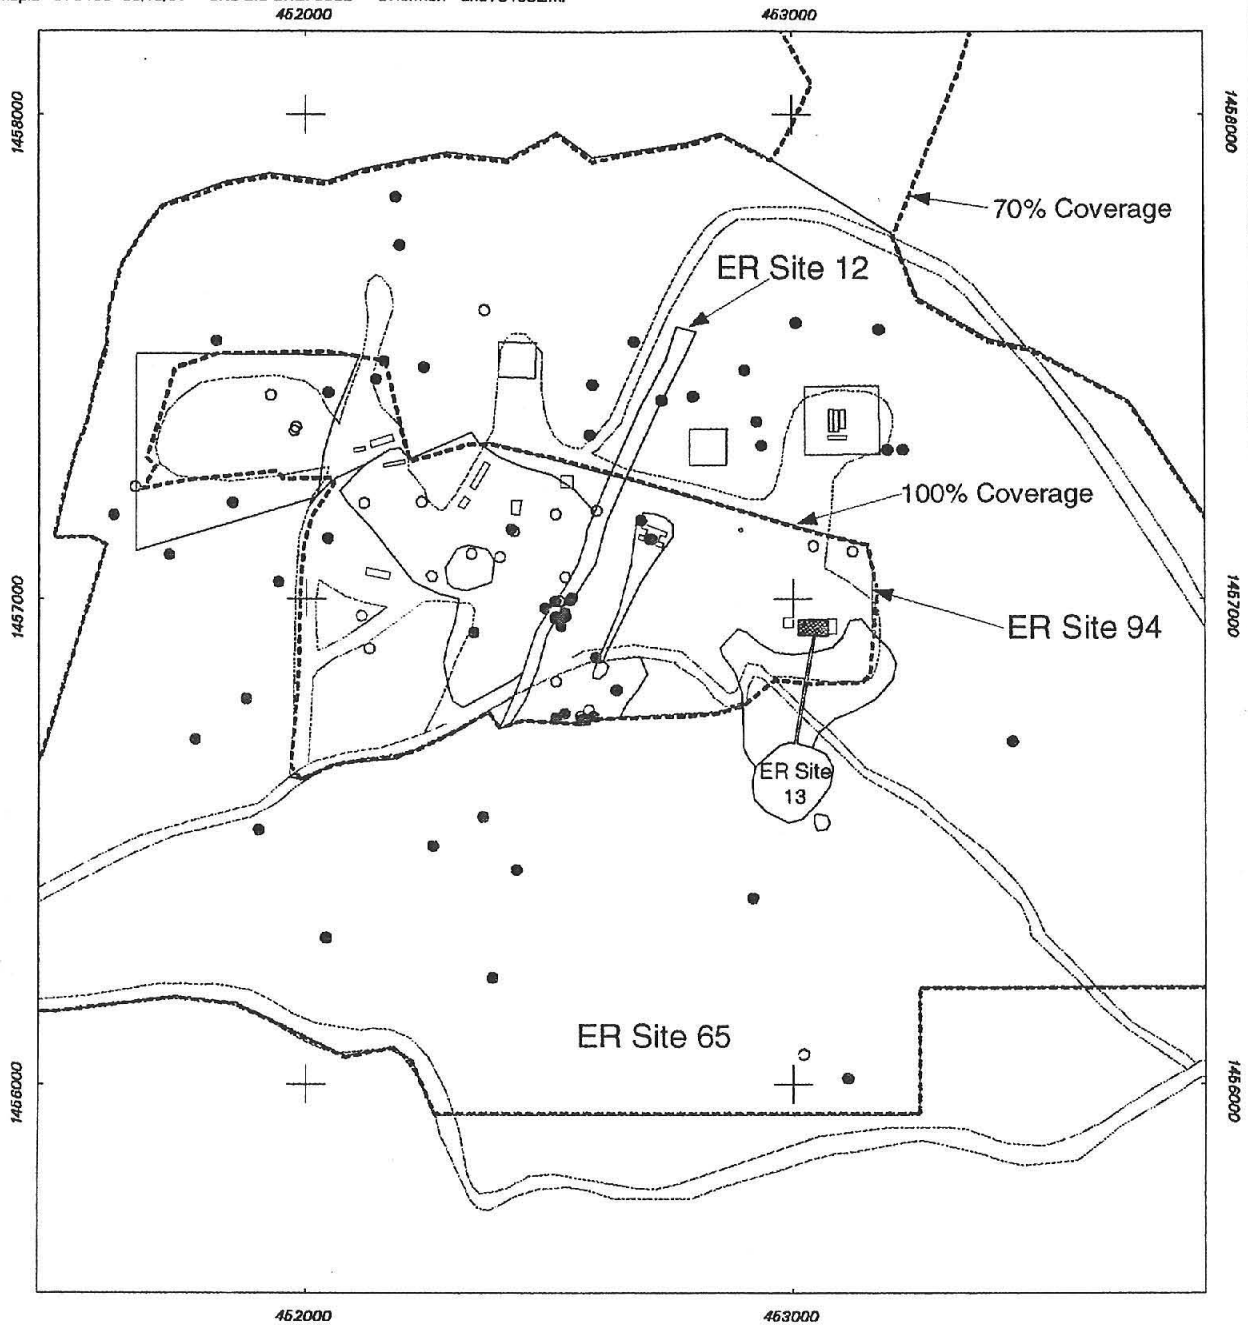 452000 453000
1458000 1458000
70% Coverage
ER Site 12
100% Coverage
1457000 1457000
ER Site 94
ER Site
13
ER Site 65
1456000 1456000
452000 453000